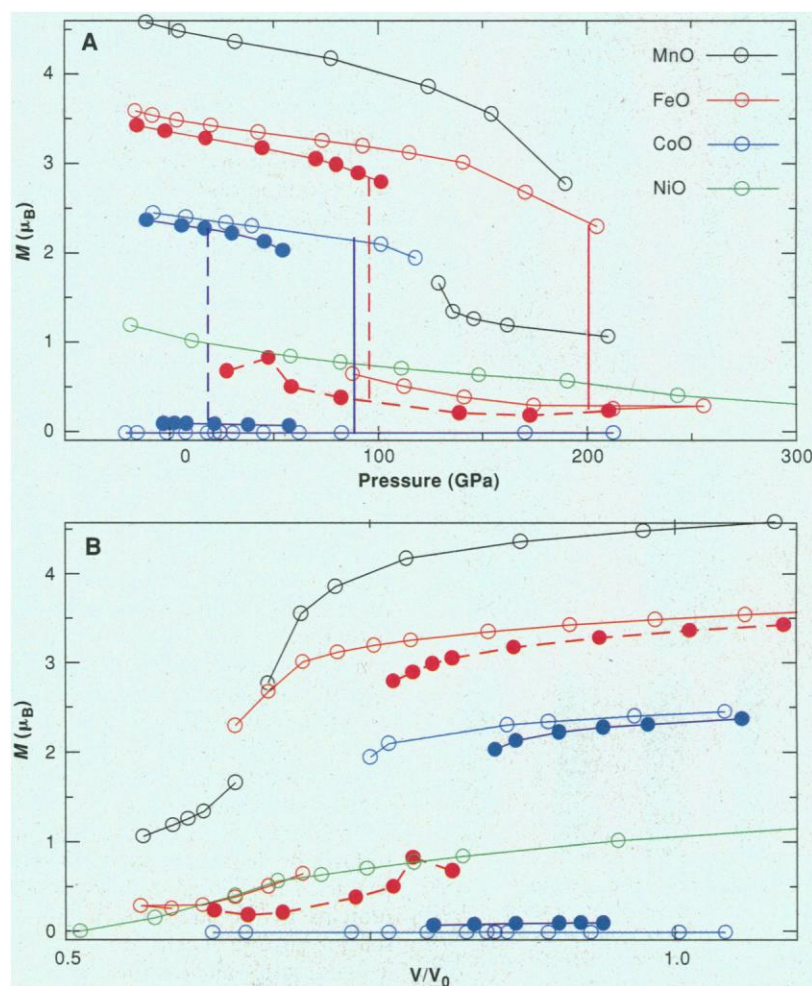 A
MnO
FeO
CoO
NiO
4
3
2
1
0
M (μB)
0
100
200
300
Pressure (GPa)
B
4
3
2
1
0
M (μB)
0.5
1.0
V/V0